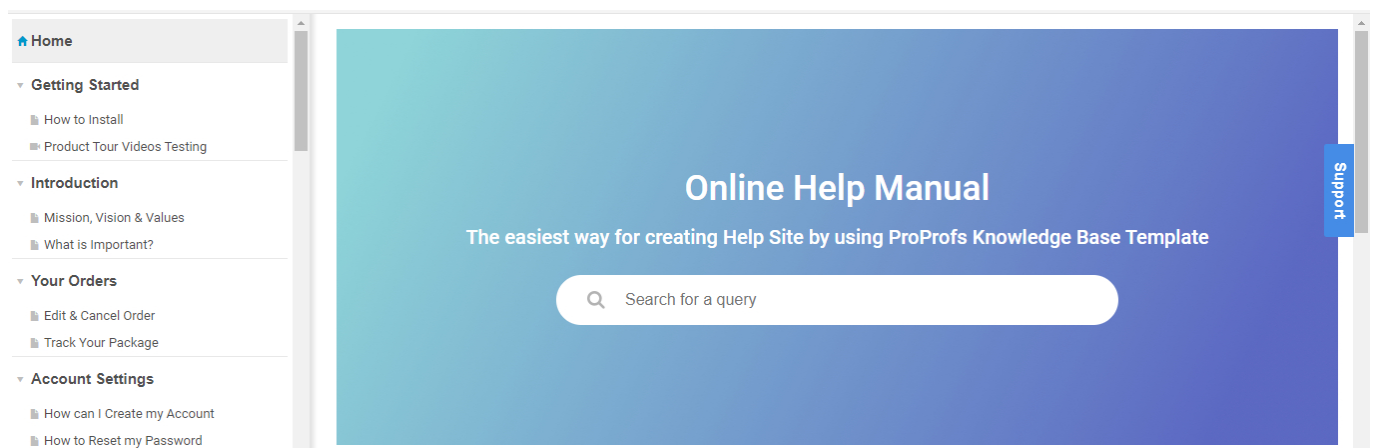 Home
Getting Started
How to Install
Product Tour Videos Testing
Introduction
Mission, Vision & Values
What is Important?
Your Orders
Edit & Cancel Order
Track Your Package
Account Settings
How can I Create my Account
How to Reset my Password
Online Help Manual
The easiest way for creating Help Site by using ProProfs Knowledge Base Template
Search for a query
Support